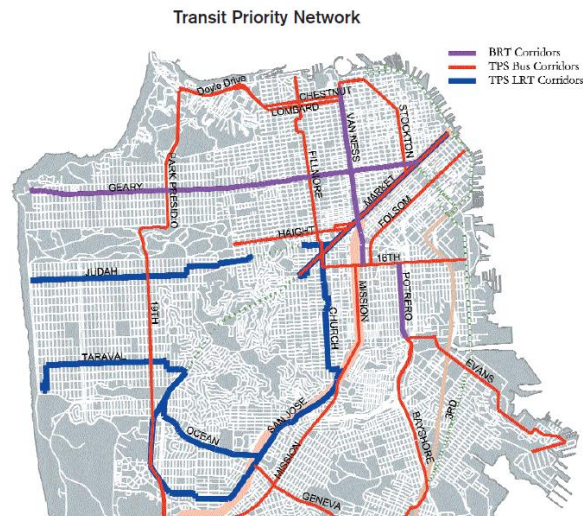 Transit Priority Network
BRT Corridors
TPS Bus Corridors
TPS LRT Corridors
Doyle Drive
CHESTNUT
LOMBARD
VAN NESS
STOCKTON
PARK PRESIDIO
FILLMORE
GEARY
MARKET
FOLSOM
HAIGHT
JUDAH
16TH
19TH
MISSION
POTRERO
CHURCH
TARAVAL
EVANS
SAN JOSE
3RD
OCEAN
BAYSHORE
MISSION
GENEVA